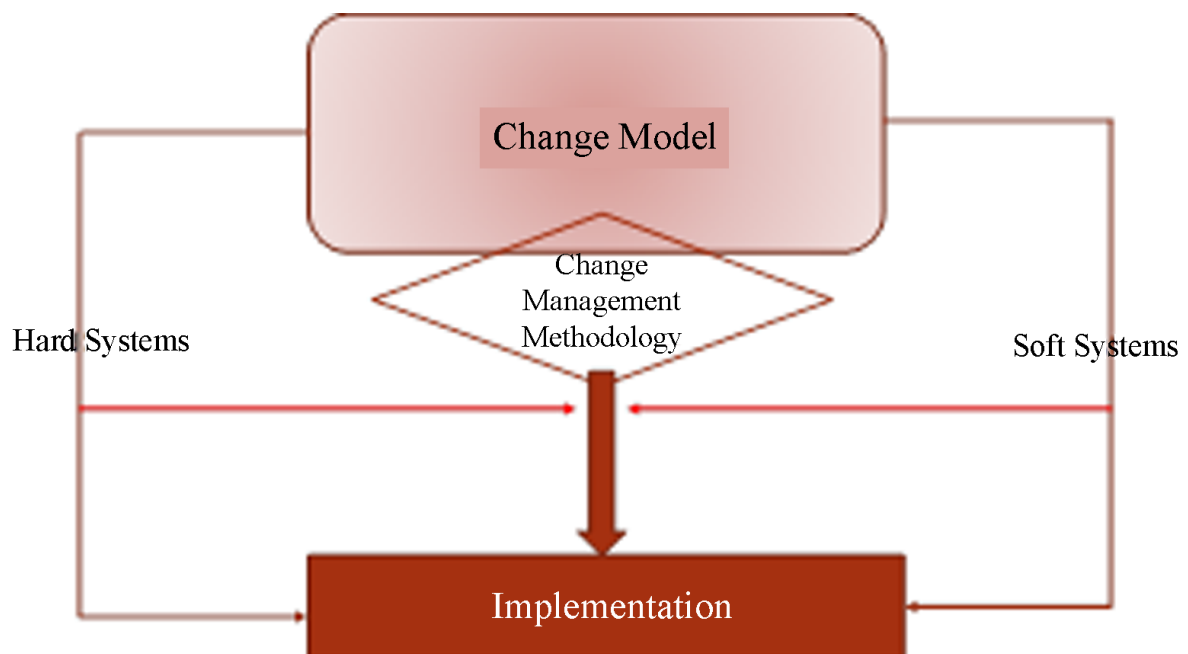 Change Model
Change
Management
Methodology
Hard Systems
Soft Systems
Implementation